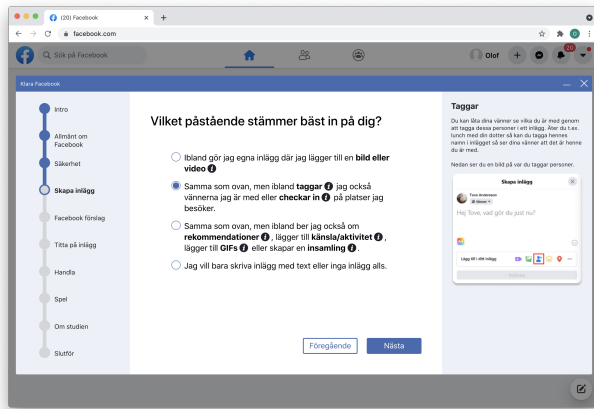 (20) Facebook
facebook.com
Sök på Facebook
Olof
20
Klara Facebook
Intro
Allmänt om
Facebook
Säkerhet
Skapa inlägg
Facebook förslag
Titta på inlägg
Handla
Spel
Om studien
Slutför
Vilket påstående stämmer bäst in på dig?
Ibland gör jag egna inlägg där jag lägger till en bild eller
video
Samma som ovan, men ibland taggar jag också
vännerna jag är med eller checkar in på platser jag
besöker.
Samma som ovan, men ibland ber jag också om
rekommendationer , lägger till känsla/aktivitet ,
lägger till GIFs eller skapar en insamling .
Jag vill bara skriva inlägg med text eller inga inlägg alls.
Föregående
Nästa
Taggar
Du kan låta dina vänner se vilka du är med genom
att tagga dessa personer i ett inlägg. Äter du t.ex.
lunch med din dotter så kan du tagga hennes
namn i inlägget så ser dina vänner att det är henne
du är med.
Nedan ser du en bild på var du taggar personer.
Skapa inlägg
Tove Andersson
Vänner
Hej Tove, vad gör du just nu?
Lägg till i ditt inlägg